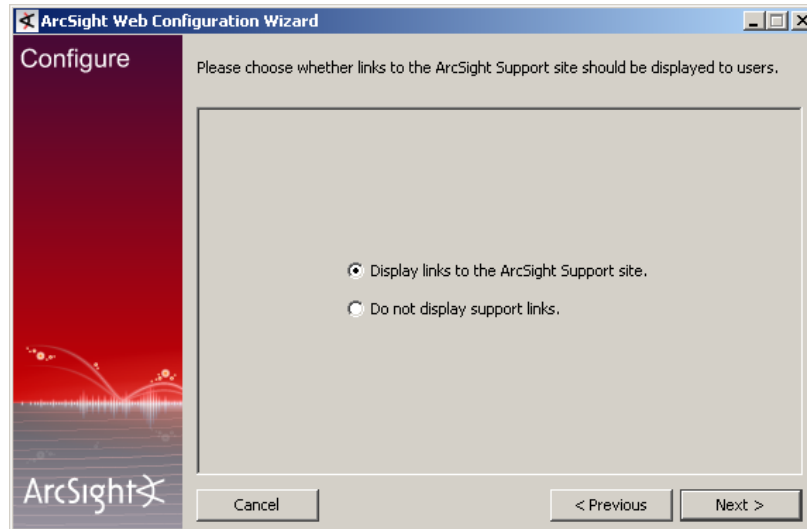 ArcSight Web Configuration Wizard
Configure
Please choose whether links to the ArcSight Support site should be displayed to users.
Display links to the ArcSight Support site.
Do not display support links.
ArcSight
Cancel
< Previous
Next >